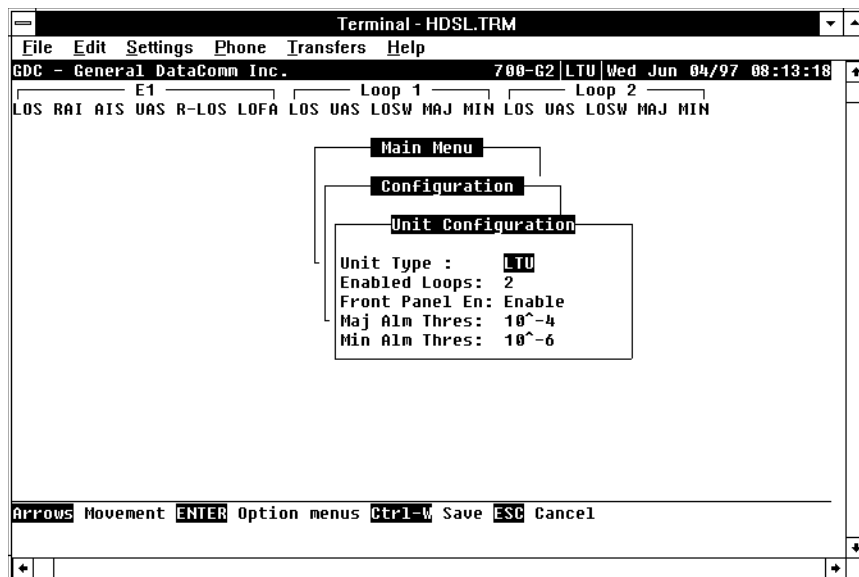 Terminal - HDSL.TRM
File Edit Settings Phone Transfers Help
GDC - General DataComm Inc. 700-G2|LTU|Wed Jun 04/97 08:13:18
E1 Loop 1 Loop 2
LOS RAI AIS UAS R-LOS LOFA LOS UAS LOSW MAJ MIN LOS UAS LOSW MAJ MIN
Main Menu
Configuration
Unit Configuration
Unit Type : LTU
Enabled Loops: 2
Front Panel En: Enable
Maj Alm Thres: 10^-4
Min Alm Thres: 10^-6
Arrows Movement ENTER Option menus Ctrl-W Save ESC Cancel